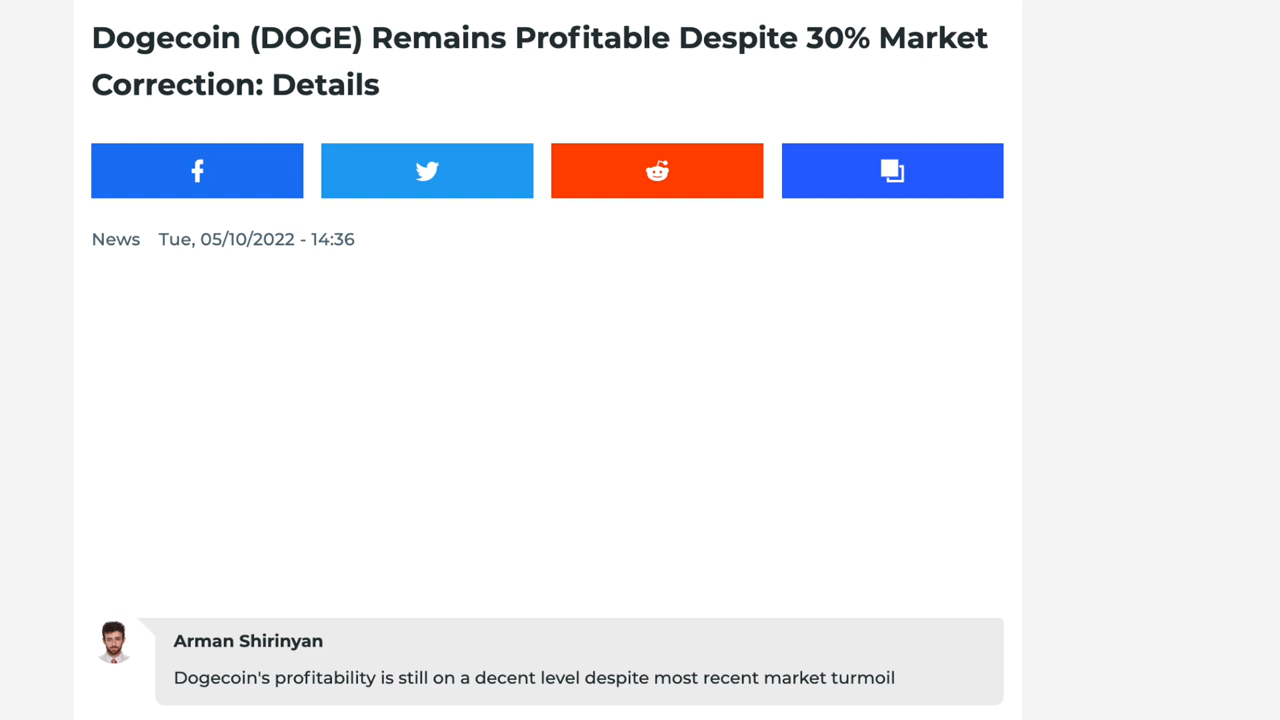 Dogecoin (DOGE) Remains Profitable Despite 30% Market
Correction: Details
News Tue, 05/10/2022 - 14:36
Arman Shirinyan
Dogecoin's profitability is still on a decent level despite most recent market turmoil